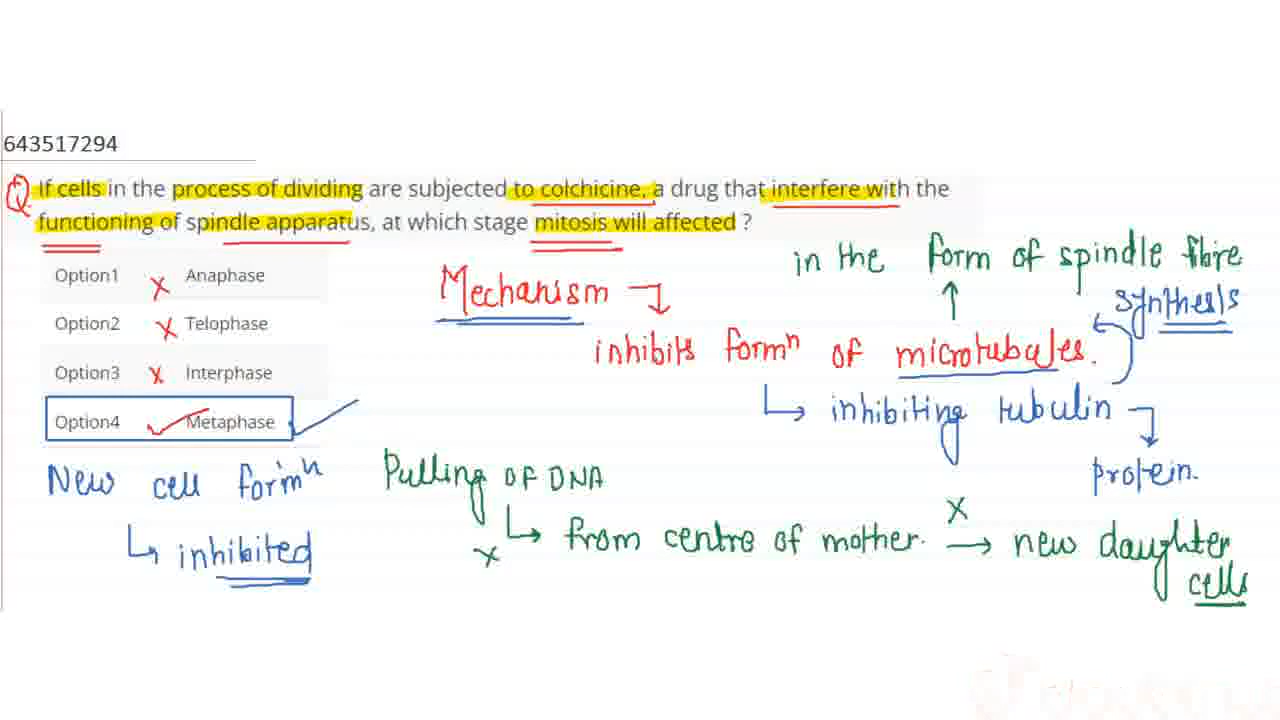 643517294
Q. If cells in the process of dividing are subjected to colchicine, a drug that interfere with the
functioning of spindle apparatus, at which stage mitosis will affected ?
Option1 x Anaphase
Option2 x Telophase
Option3 x Interphase
Option4 Metaphase
in the form of spindle fibre
synthesis
Mechanism
inhibits formⁿ of microtubules.
inhibiting tubulin
protein.
New cell formⁿ
inhibited
Pulling of DNA
x
from centre of mother.
x
new daughter
cells